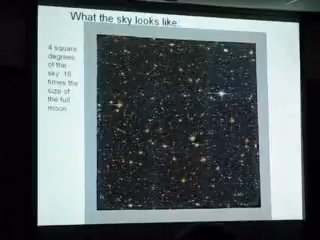 What the sky looks like:
4 square
degrees
of the
sky. 16
times the
size of
the full
moon